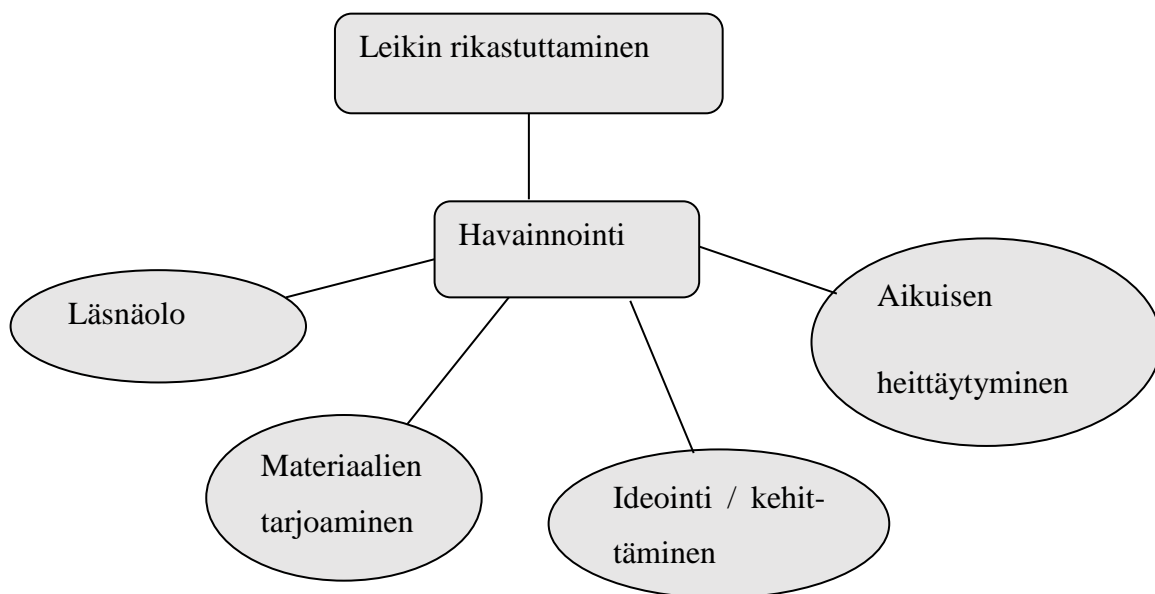 Leikin rikastuttaminen
Havainnointi
Läsnäolo
Aikuisen
heittäytyminen
Materiaalien
tarjoaminen
Ideointi / kehit-
täminen